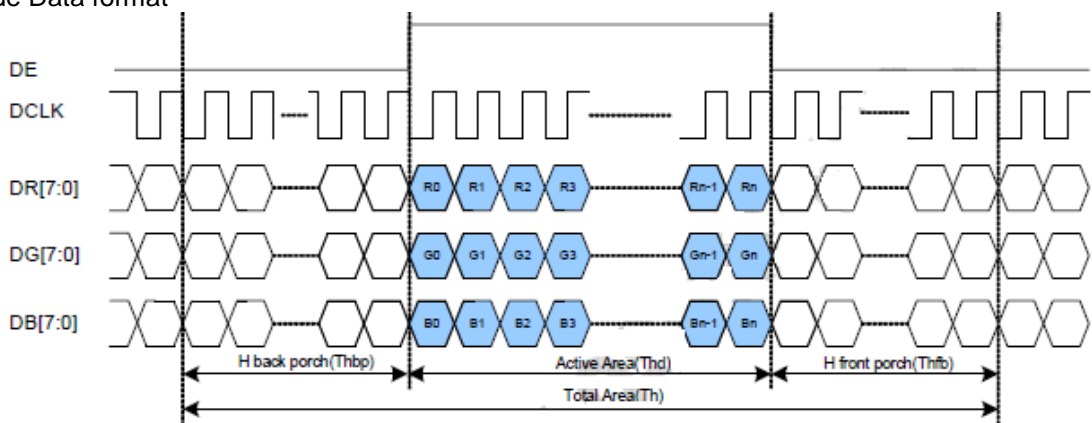 de Data format
DE
DCLK
DR[7:0] R0 R1 R2 R3 Rn-1 Rn
DG[7:0] G0 G1 G2 G3 Gn-1 Gn
DB[7:0] B0 B1 B2 B3 Bn-1 Bn
H back porch(Thbp) Active Area(Thd) H front porch(Thfb)
Total Area(Th)